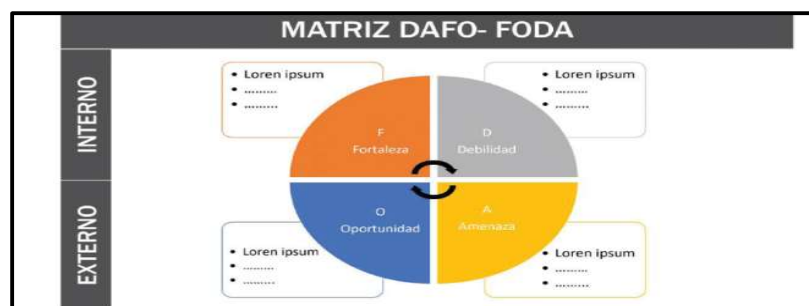 MATRIZ DAFO- FODA
INTERNO
• Loren ipsum
• .........
• .........
• Loren ipsum
• .........
• .........
F
Fortaleza
D
Debilidad
EXTERNO
O
Oportunidad
A
Amenaza
• Loren ipsum
• .........
• .........
• Loren ipsum
• .........
• .........